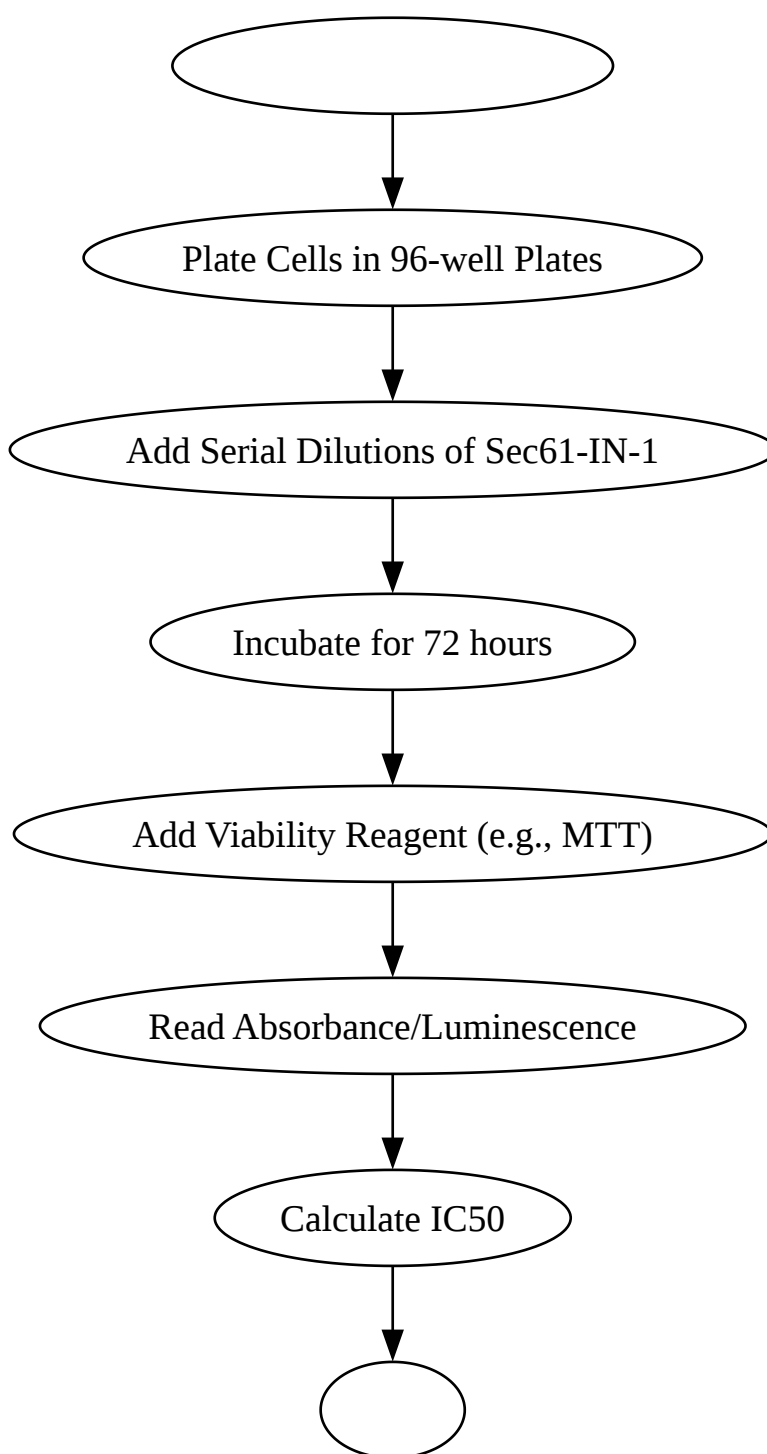 Plate Cells in 96-well Plates
Add Serial Dilutions of Sec61-IN-1
Incubate for 72 hours
Add Viability Reagent (e.g., MTT)
Read Absorbance/Luminescence
Calculate IC50